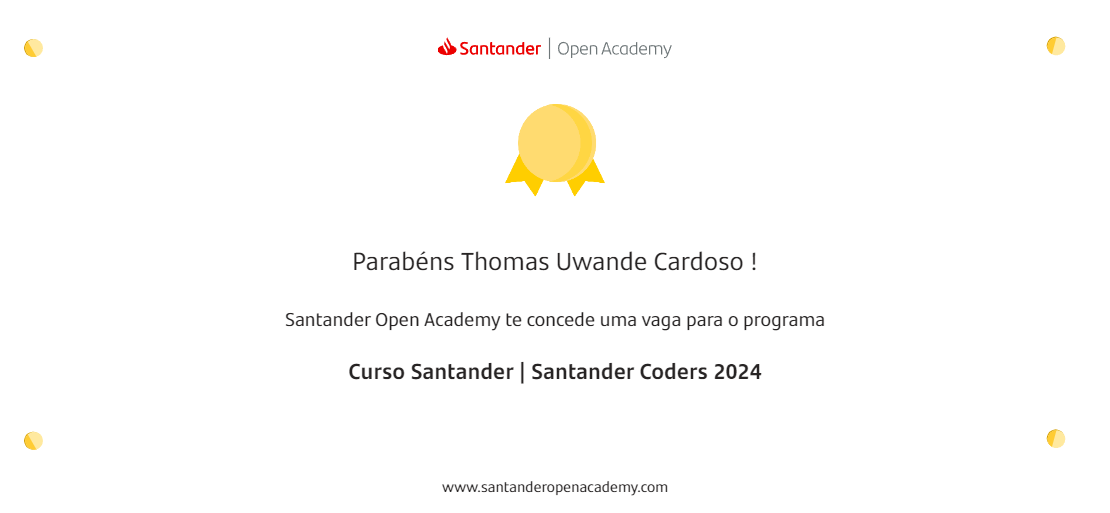 Santander | Open Academy
Parabéns Thomas Uwande Cardoso !
Santander Open Academy te concede uma vaga para o programa
Curso Santander | Santander Coders 2024
www.santanderopenacademy.com